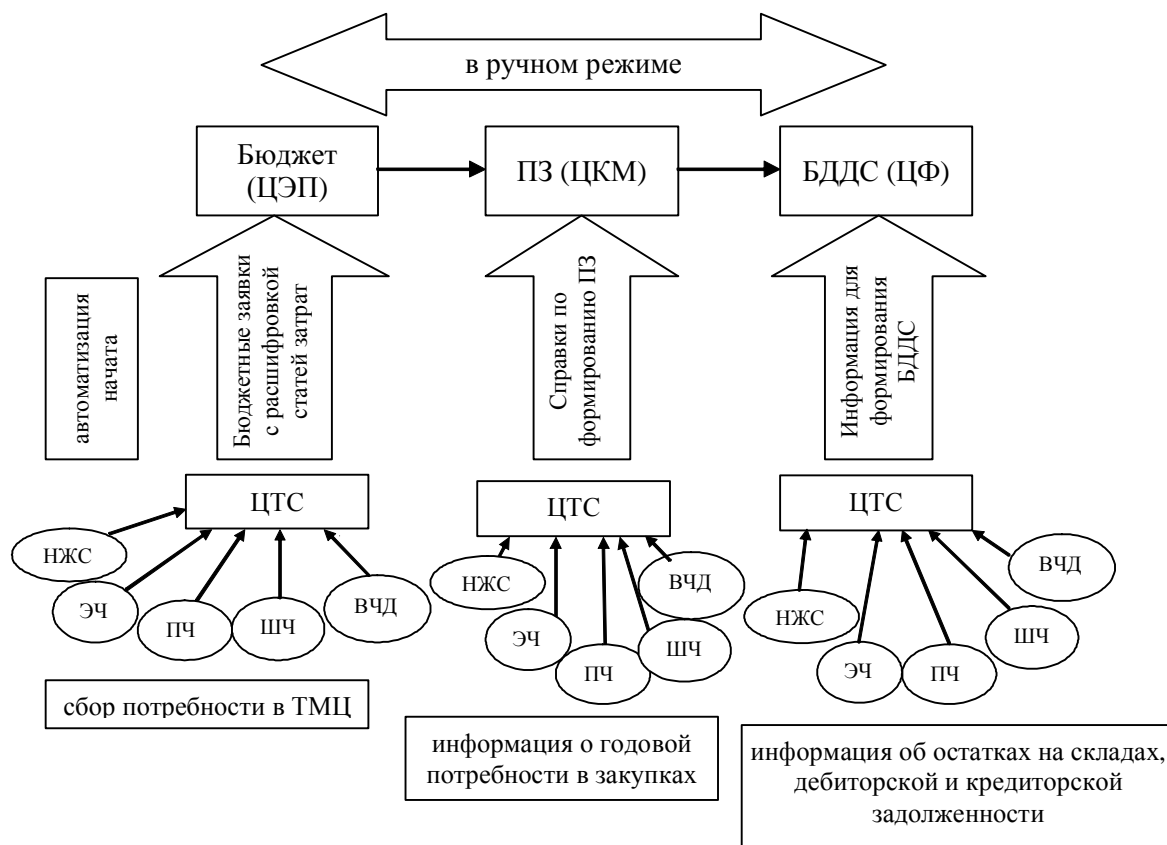 в ручном режиме
Бюджет
(ЦЭП)
ПЗ (ЦКМ)
БДДС (ЦФ)
автоматизация
начата
Бюджетные заявки
с расшифровкой
статей затрат
Справки по
формированию ПЗ
Информация для
формирования
БДДС
ЦТС
ЦТС
ЦТС
НЖС
ЭЧ
ПЧ
ШЧ
ВЧД
НЖС
ЭЧ
ПЧ
ШЧ
ВЧД
НЖС
ЭЧ
ПЧ
ШЧ
ВЧД
сбор потребности в ТМЦ
информация о годовой
потребности в закупках
информация об остатках на складах,
дебиторской и кредиторской
задолженности